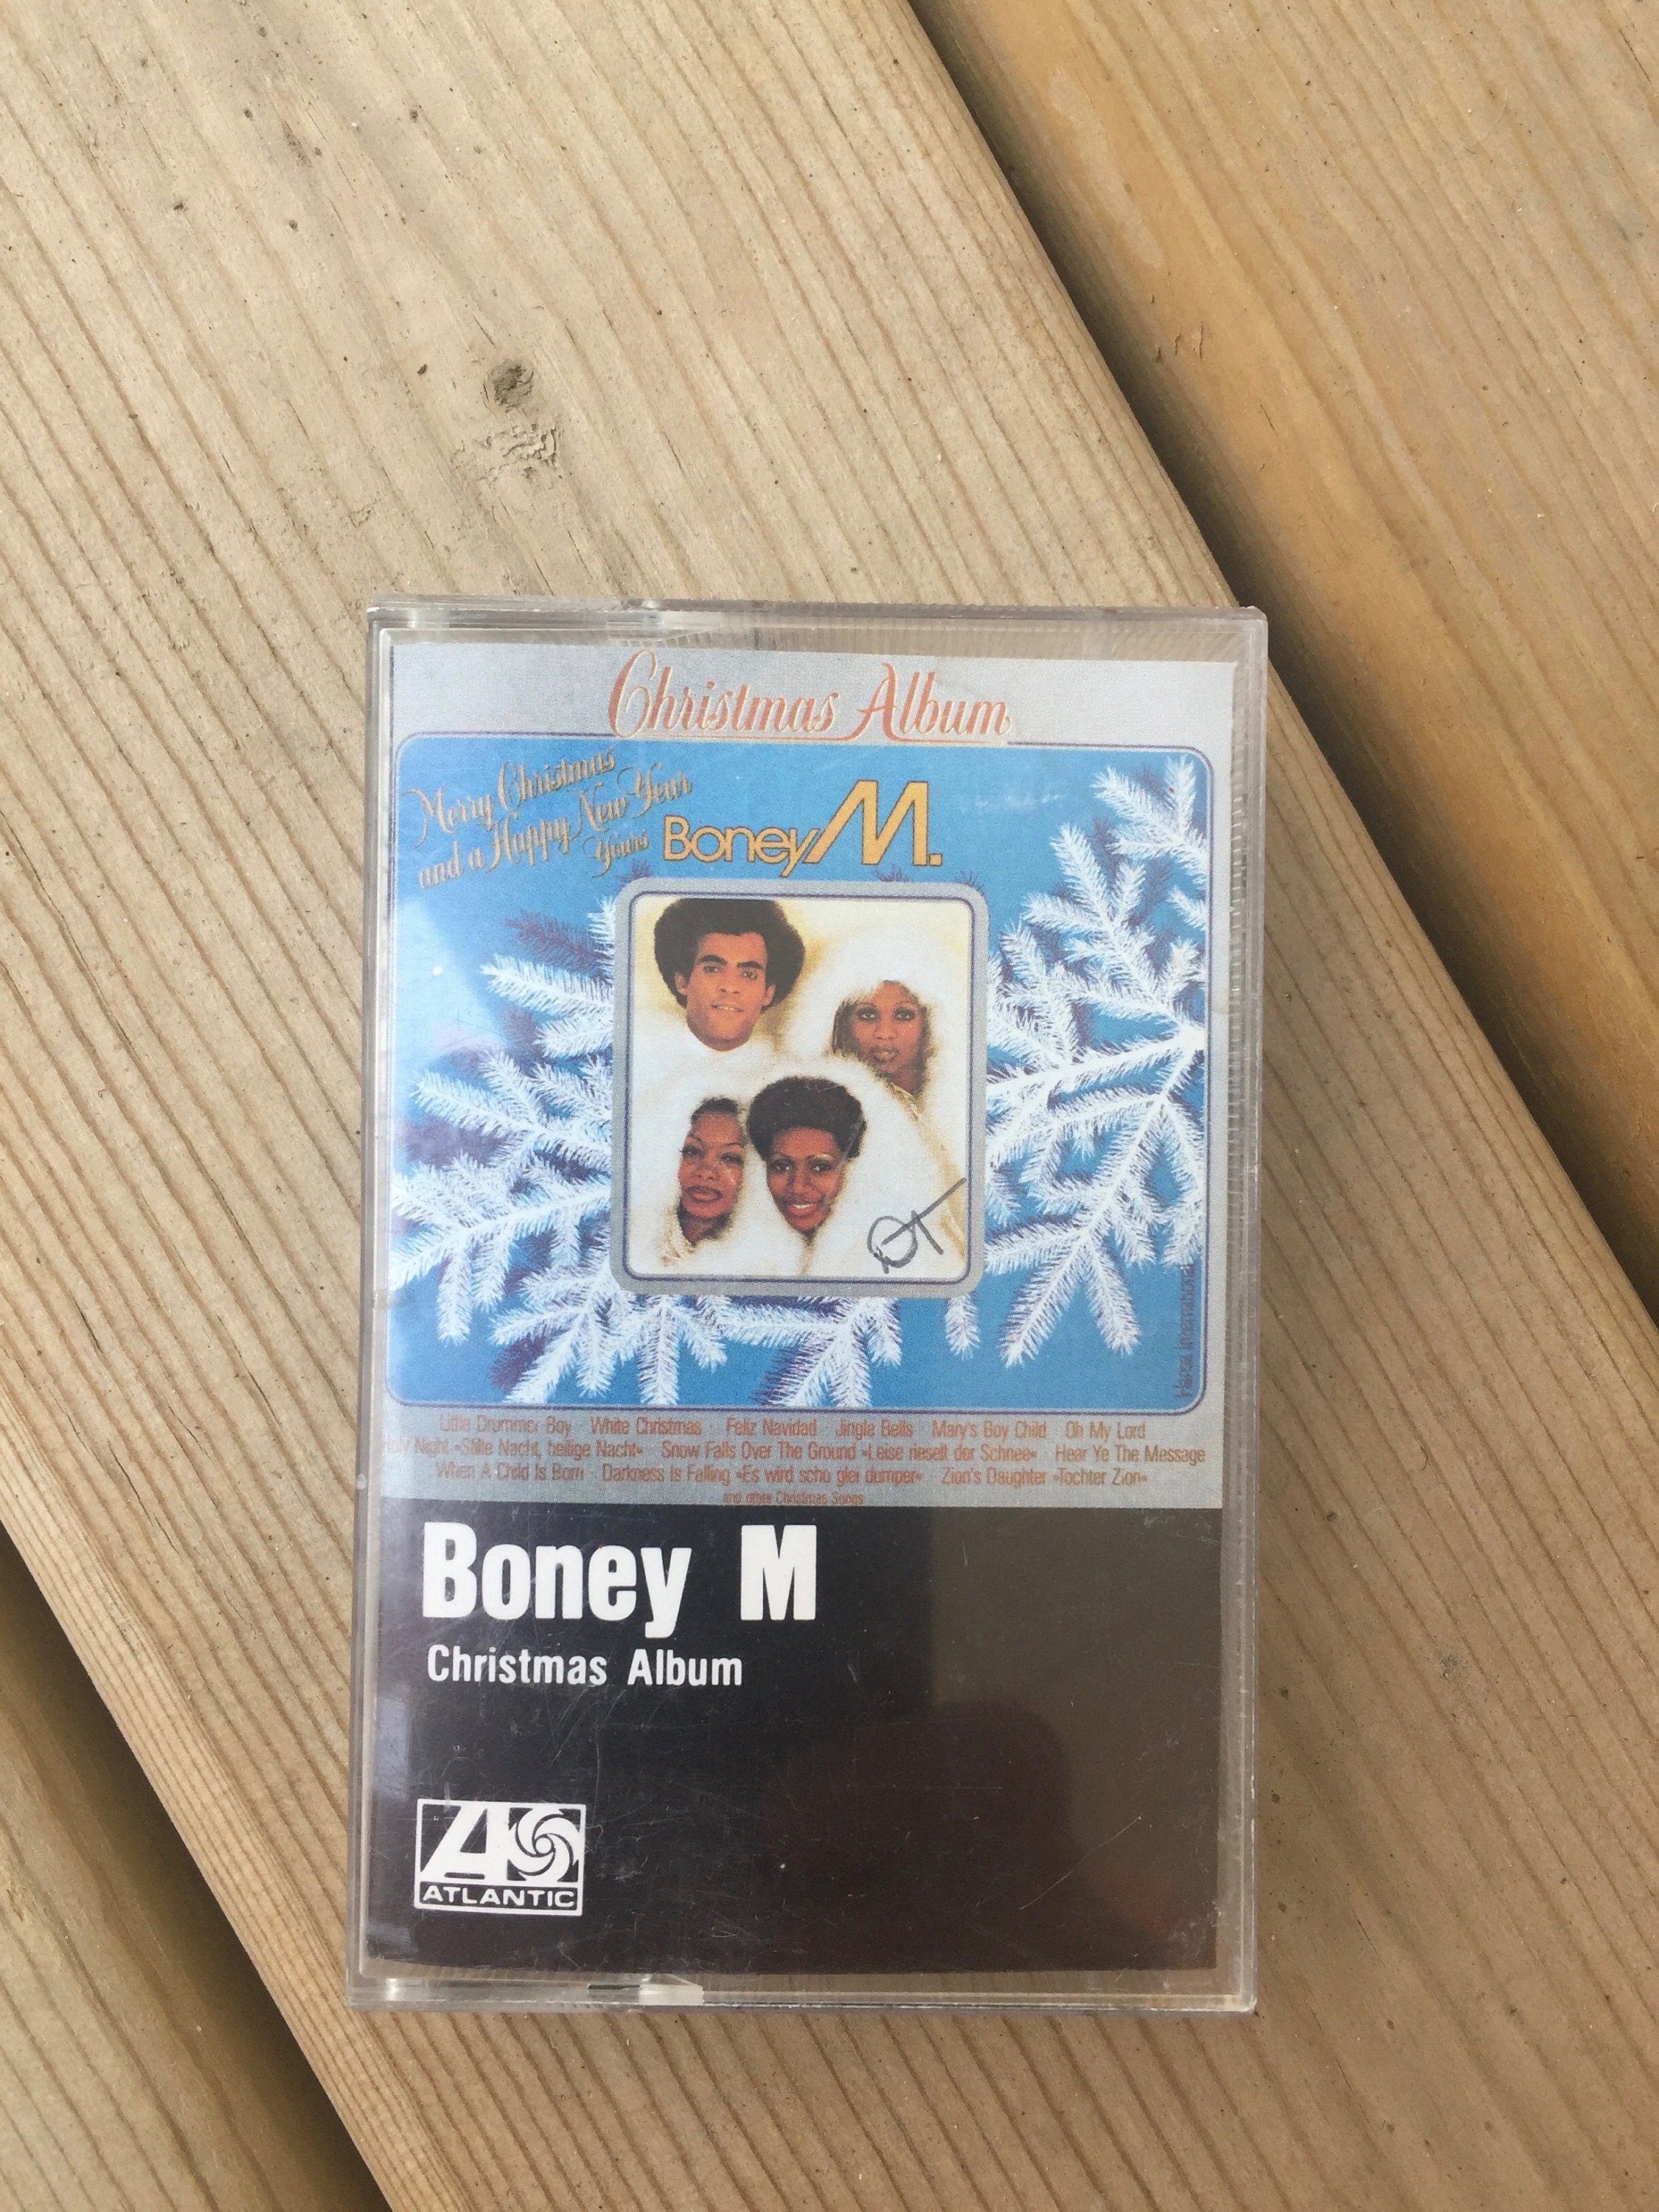 Christmas Album
Merry Christmas
and a Happy New Year
Yours
Boney M.
Hansa International
Little Drummer Boy · White Christmas · Feliz Navidad · Jingle Bells · Mary's Boy Child · Oh My Lord
Holy Night »Stille Nacht, heilige Nacht« · Snow Falls Over The Ground »Leise rieselt der Schnee« · Hear Ye The Message
When A Child Is Born · Darkness Is Falling »Es wird scho glei dumper« · Zion's Daughter »Tochter Zion«
and other Christmas Songs
Boney M
Christmas Album
ATLANTIC